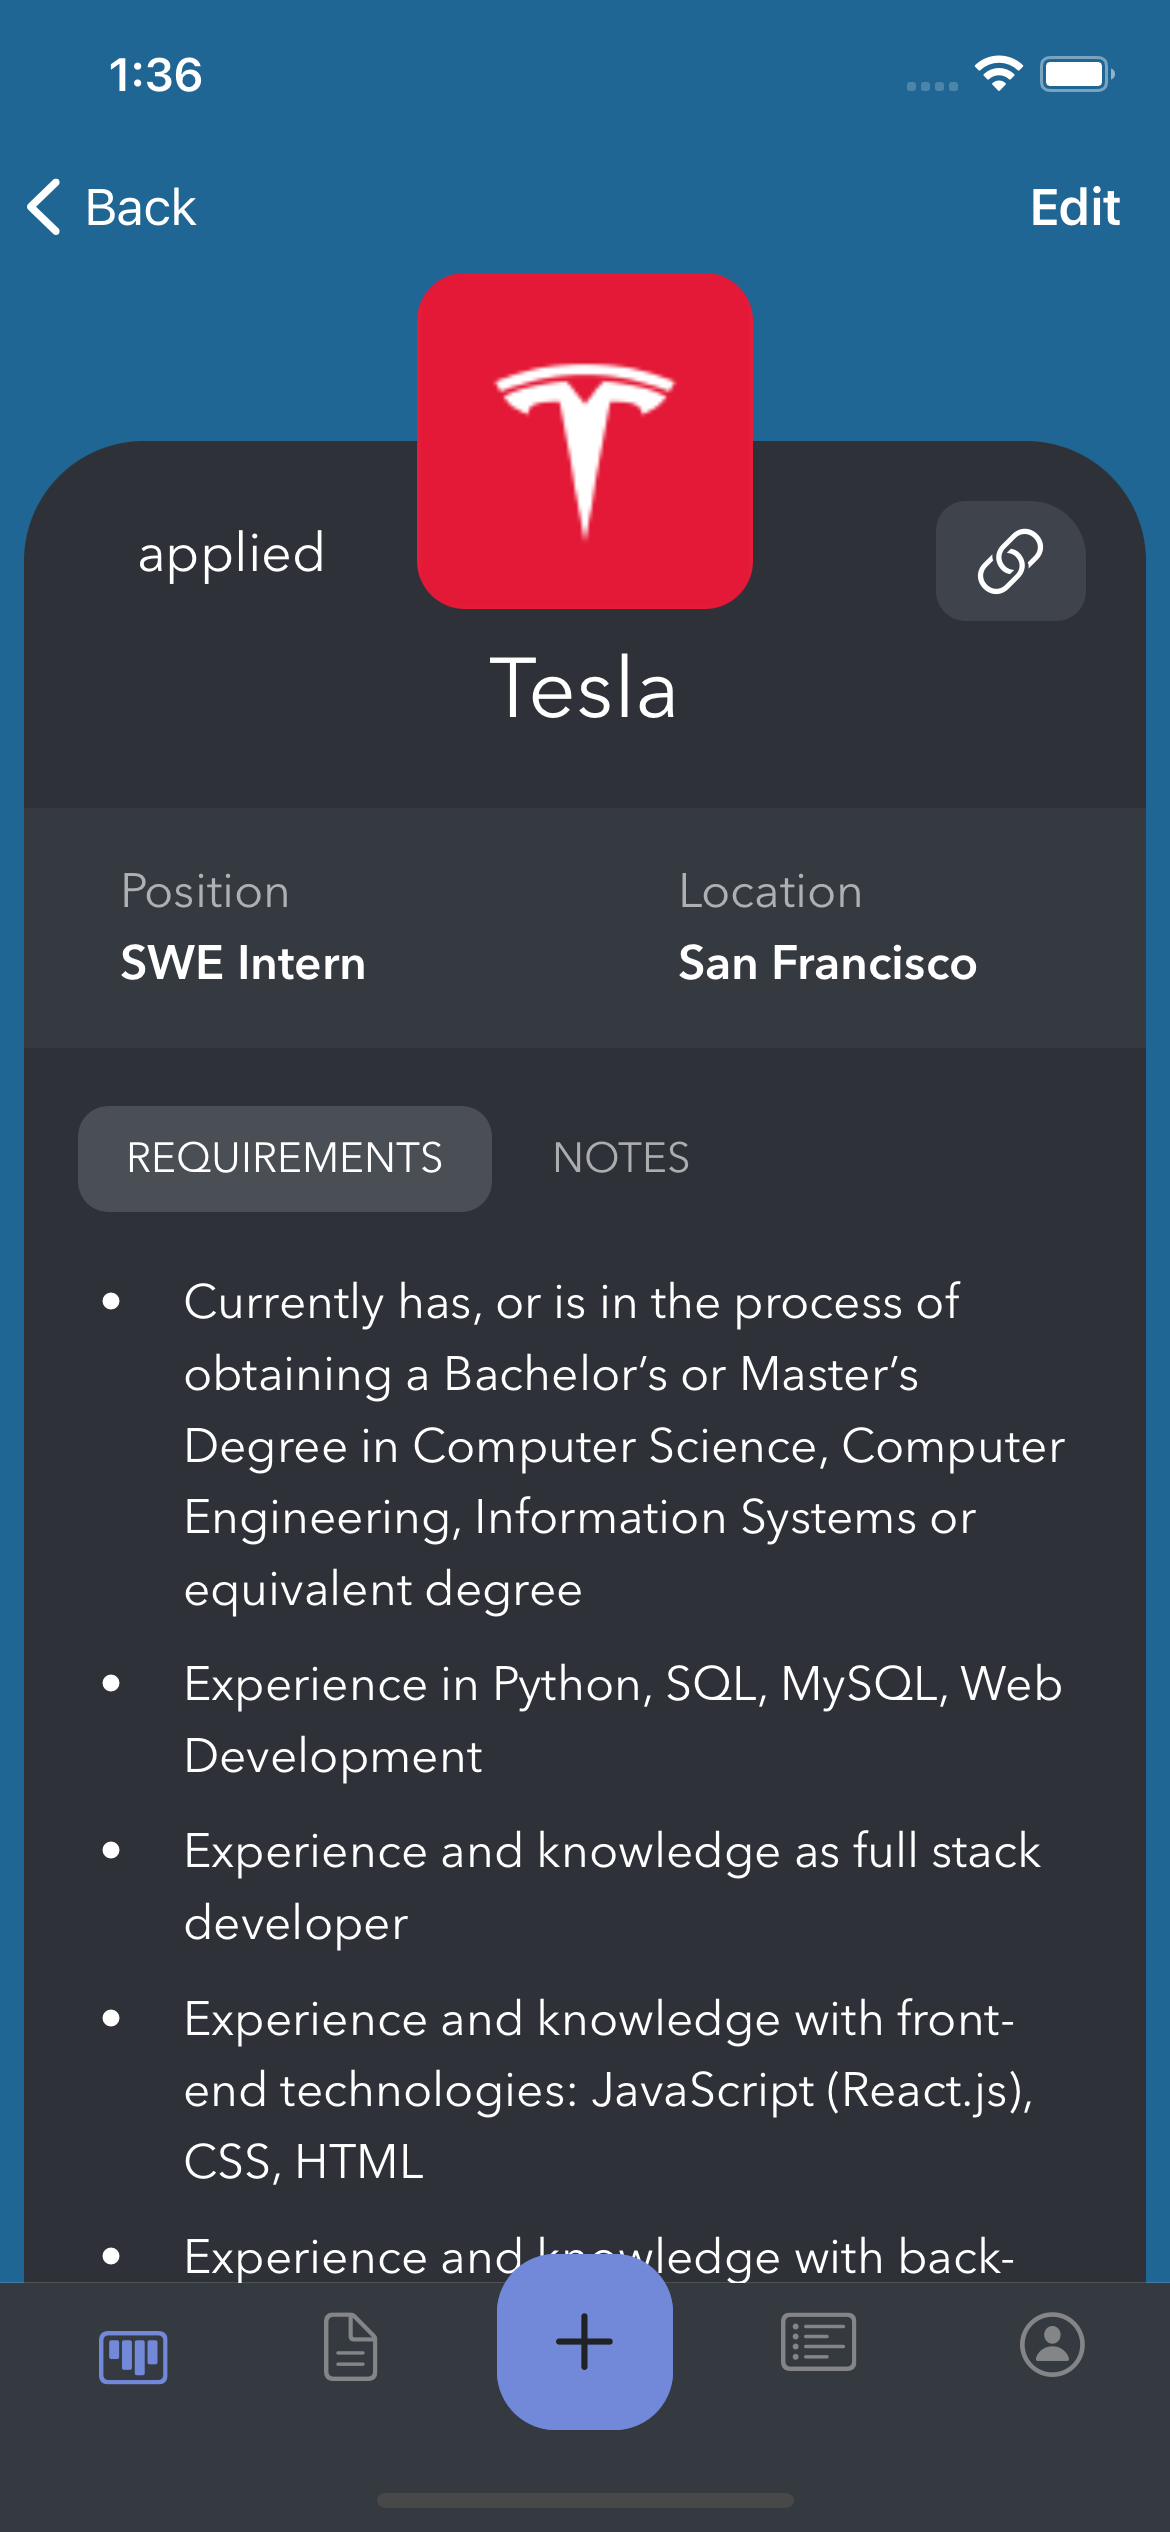 1:36
Back
Edit
applied
Tesla
Position
Location
SWE Intern
San Francisco
REQUIREMENTS
NOTES
• Currently has, or is in the process of
obtaining a Bachelor’s or Master’s
Degree in Computer Science, Computer
Engineering, Information Systems or
equivalent degree
• Experience in Python, SQL, MySQL, Web
Development
• Experience and knowledge as full stack
developer
• Experience and knowledge with front-
end technologies: JavaScript (React.js),
CSS, HTML
• Experience and knowledge with back-